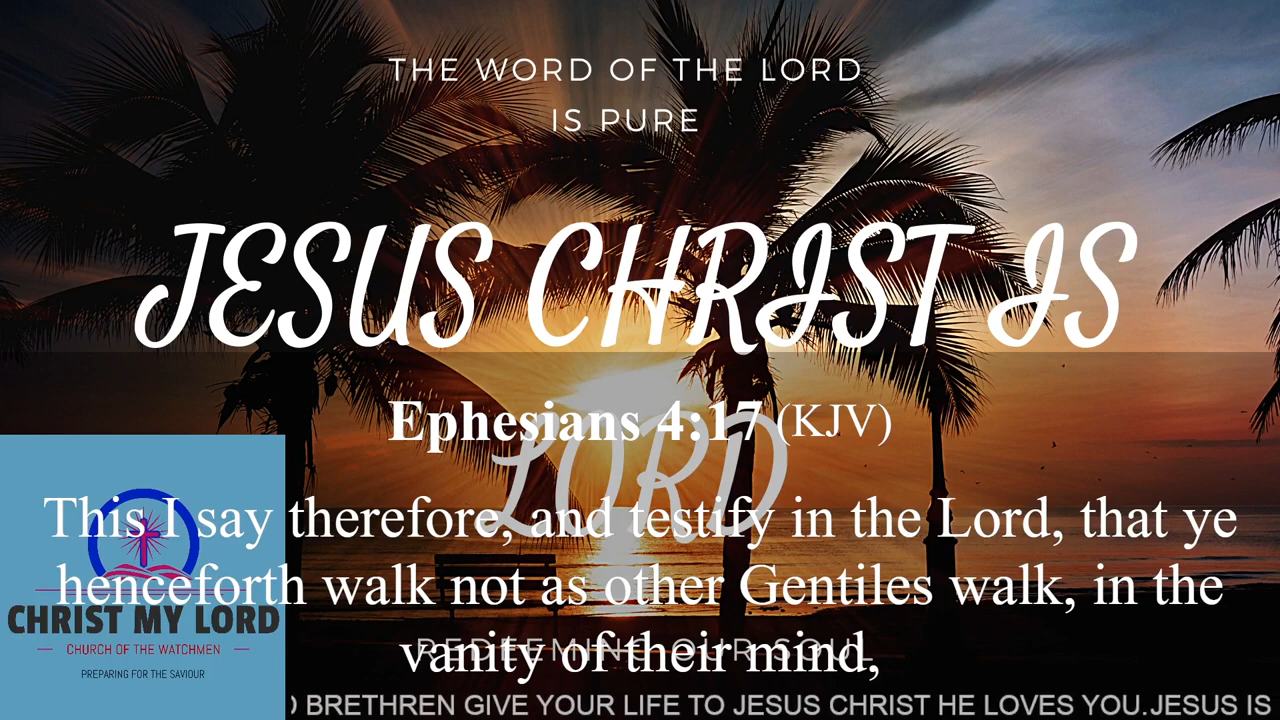 THE WORD OF THE LORD
IS PURE
JESUS CHRIST IS
LORD
Ephesians 4:17 (KJV)
This I say therefore, and testify in the Lord, that ye
henceforth walk not as other Gentiles walk, in the
vanity of their mind,
CHRIST MY LORD
CHURCH OF THE WATCHMEN
PREPARING FOR THE SAVIOUR
BRETHREN GIVE YOUR LIFE TO JESUS CHRIST HE LOVES YOU.JESUS IS